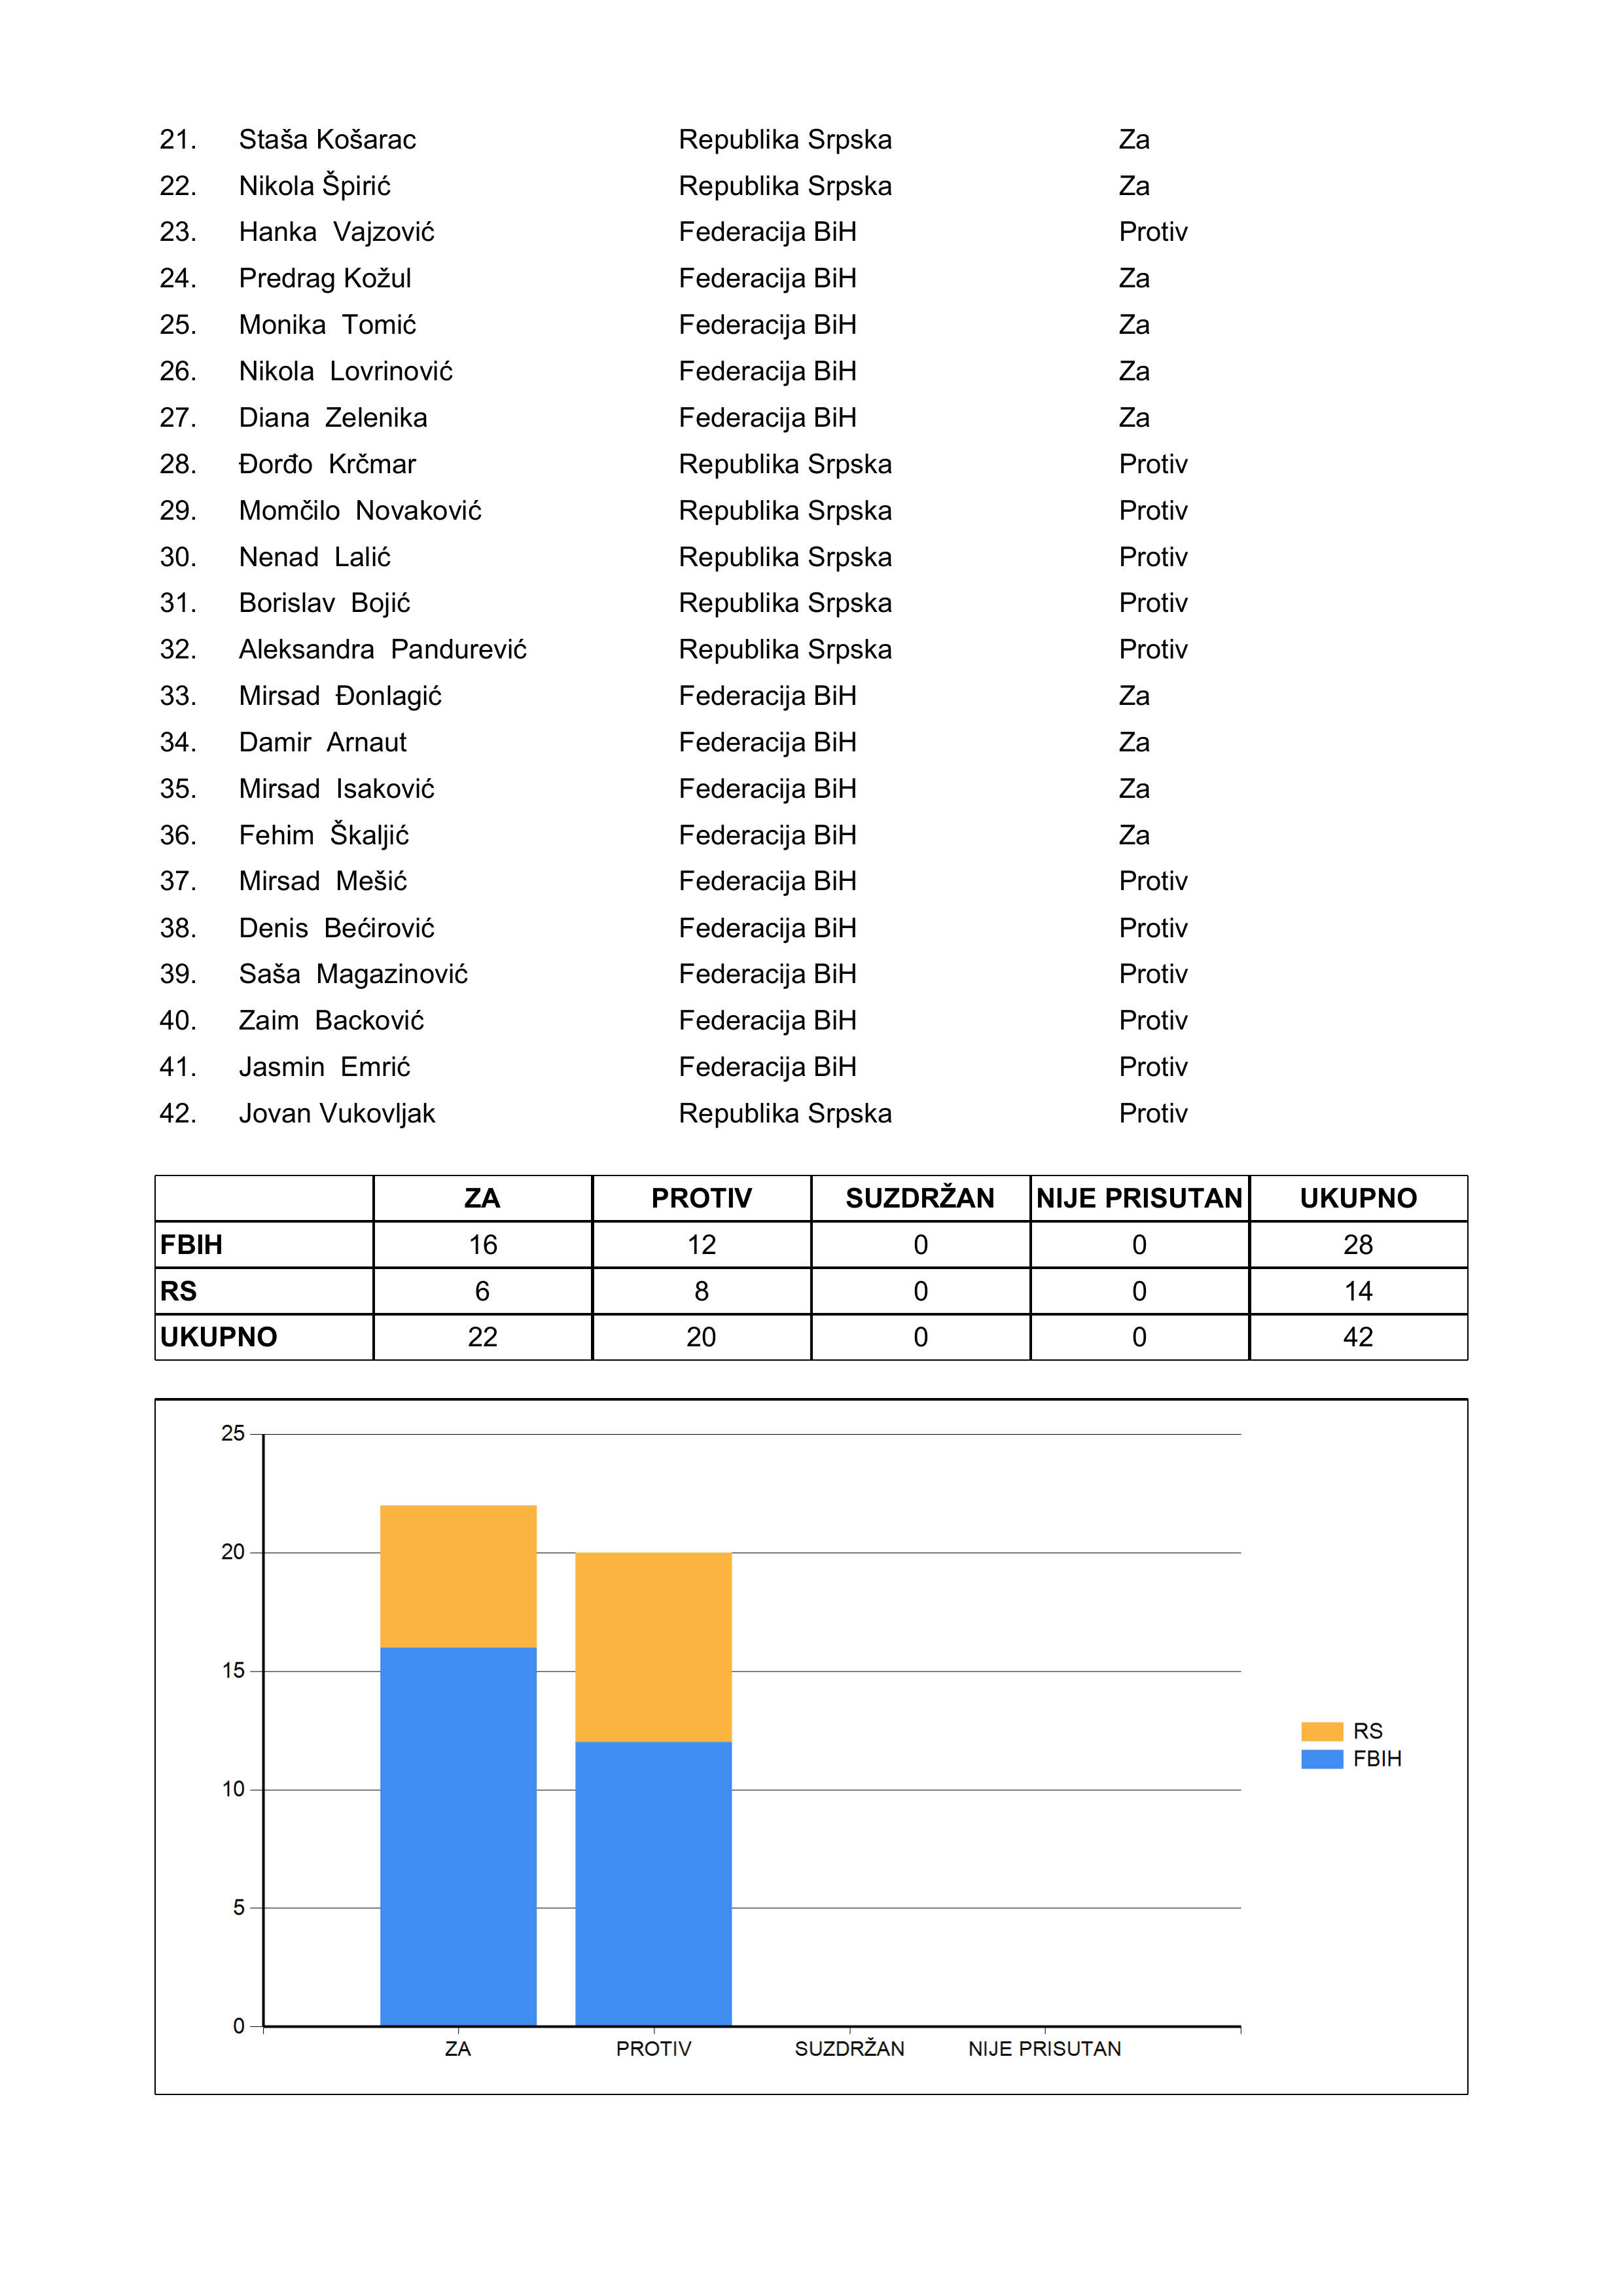 21. Staša Košarac Republika Srpska Za
22. Nikola Špirić Republika Srpska Za
23. Hanka Vajzović Federacija BiH Protiv
24. Predrag Kožul Federacija BiH Za
25. Monika Tomić Federacija BiH Za
26. Nikola Lovrinović Federacija BiH Za
27. Diana Zelenika Federacija BiH Za
28. Đorđo Krčmar Republika Srpska Protiv
29. Momčilo Novaković Republika Srpska Protiv
30. Nenad Lalić Republika Srpska Protiv
31. Borislav Bojić Republika Srpska Protiv
32. Aleksandra Pandurević Republika Srpska Protiv
33. Mirsad Đonlagić Federacija BiH Za
34. Damir Arnaut Federacija BiH Za
35. Mirsad Isaković Federacija BiH Za
36. Fehim Škaljić Federacija BiH Za
37. Mirsad Mešić Federacija BiH Protiv
38. Denis Bećirović Federacija BiH Protiv
39. Saša Magazinović Federacija BiH Protiv
40. Zaim Backović Federacija BiH Protiv
41. Jasmin Emrić Federacija BiH Protiv
42. Jovan Vukovljak Republika Srpska Protiv
ZA PROTIV SUZDRŽAN NIJE PRISUTAN UKUPNO
FBIH 16 12 0 0 28
RS 6 8 0 0 14
UKUPNO 22 20 0 0 42
25
20
15
10
5
0
ZA PROTIV SUZDRŽAN NIJE PRISUTAN
RS
FBIH